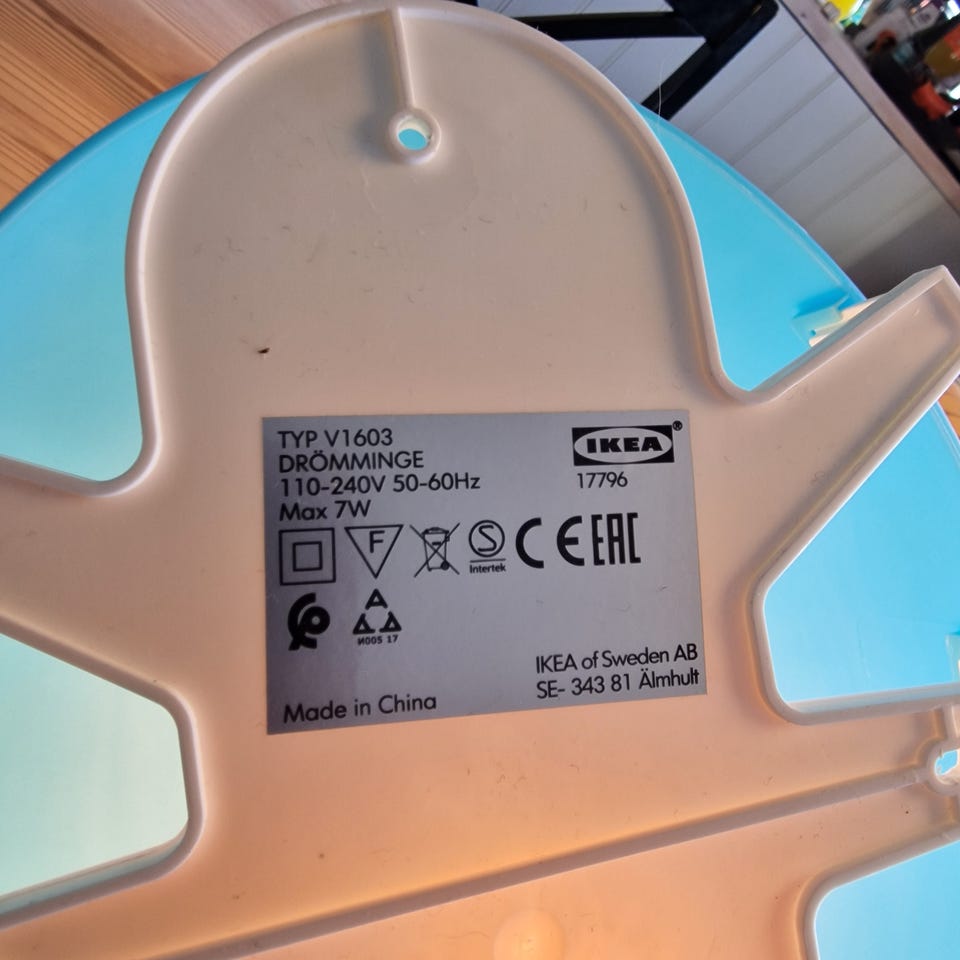 TYP V1603
DRÖMMINGE
110-240V 50-60Hz
Max 7W
IKEA®
17796
F
S
Intertek
CE EAC
И005 17
Made in China
IKEA of Sweden AB
SE- 343 81 Älmhult